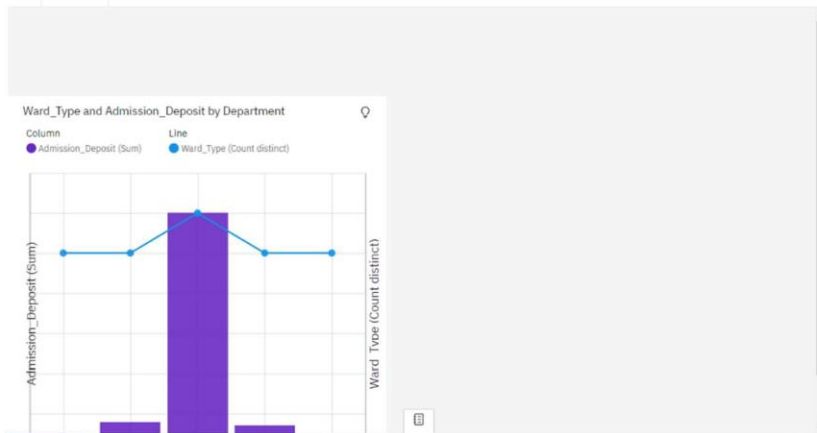 Ward_Type and Admission_Deposit by Department
Column
Line
Admission_Deposit (Sum)
Ward_Type (Count distinct)
Admission_Deposit (Sum)
Ward_Type (Count distinct)